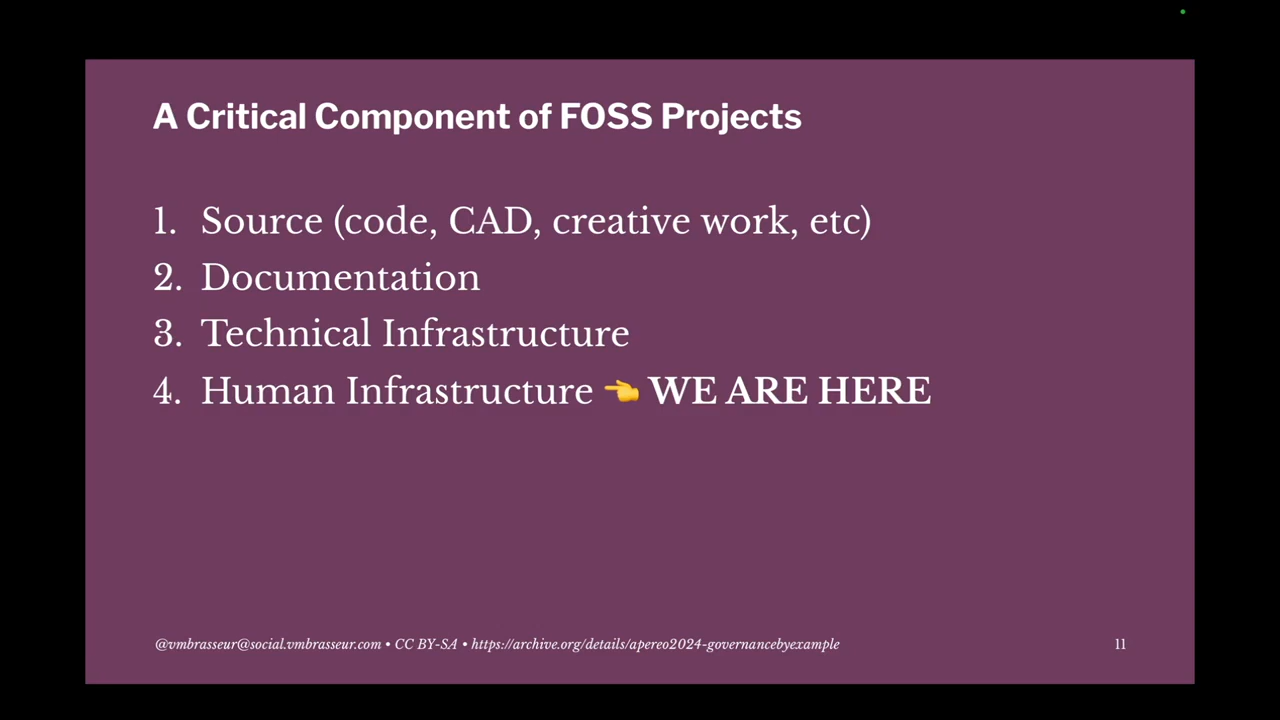 A Critical Component of FOSS Projects
1. Source (code, CAD, creative work, etc)
2. Documentation
3. Technical Infrastructure
4. Human Infrastructure 👈 WE ARE HERE
@vmbrasseur@social.vmbrasseur.com • CC BY-SA • https://archive.org/details/apereo2024-governancebyexample 11